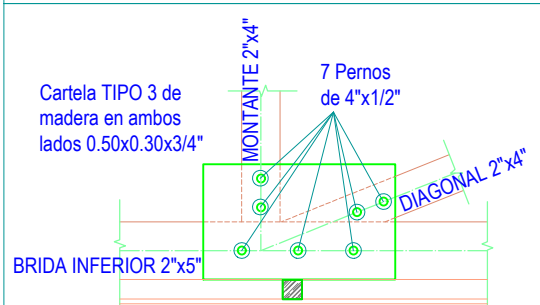 Cartela TIPO 3 de
madera en ambos
lados 0.50x0.30x3/4"
MONTANTE 2"x4"
7 Pernos
de 4"x1/2"
DIAGONAL 2"x4"
BRIDA INFERIOR 2"x5"